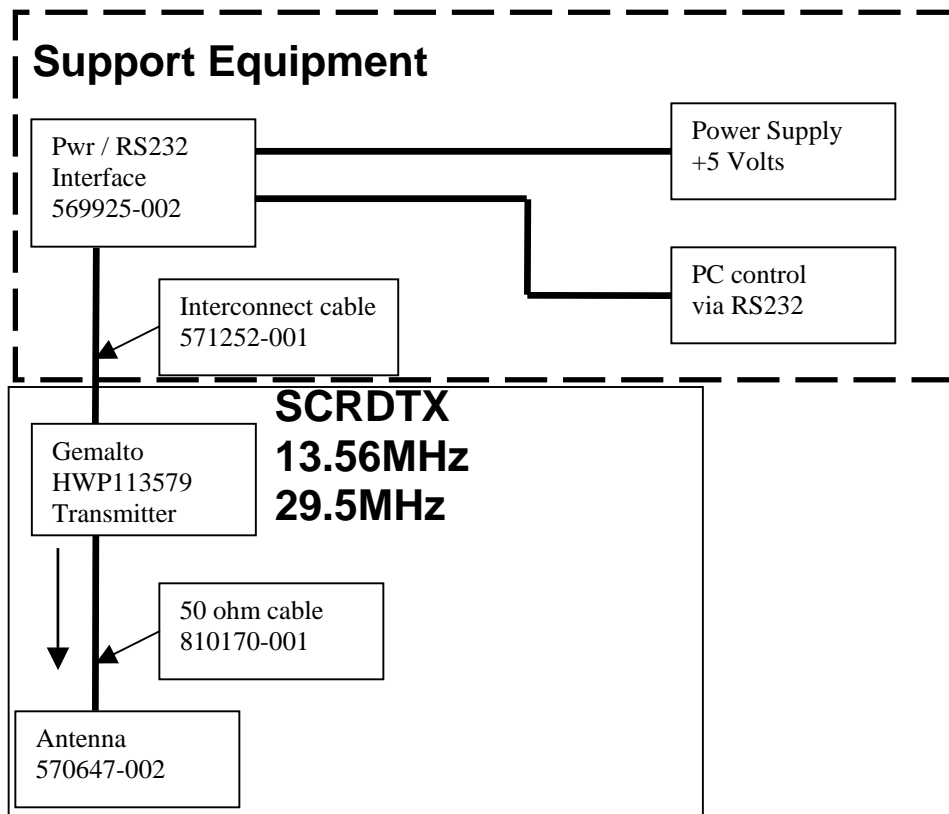 Support Equipment
Pwr / RS232
Interface
569925-002
Power Supply
+5 Volts
PC control
via RS232
Interconnect cable
571252-001
SCRDTX
13.56MHz
29.5MHz
Gemalto
HWP113579
Transmitter
50 ohm cable
810170-001
Antenna
570647-002